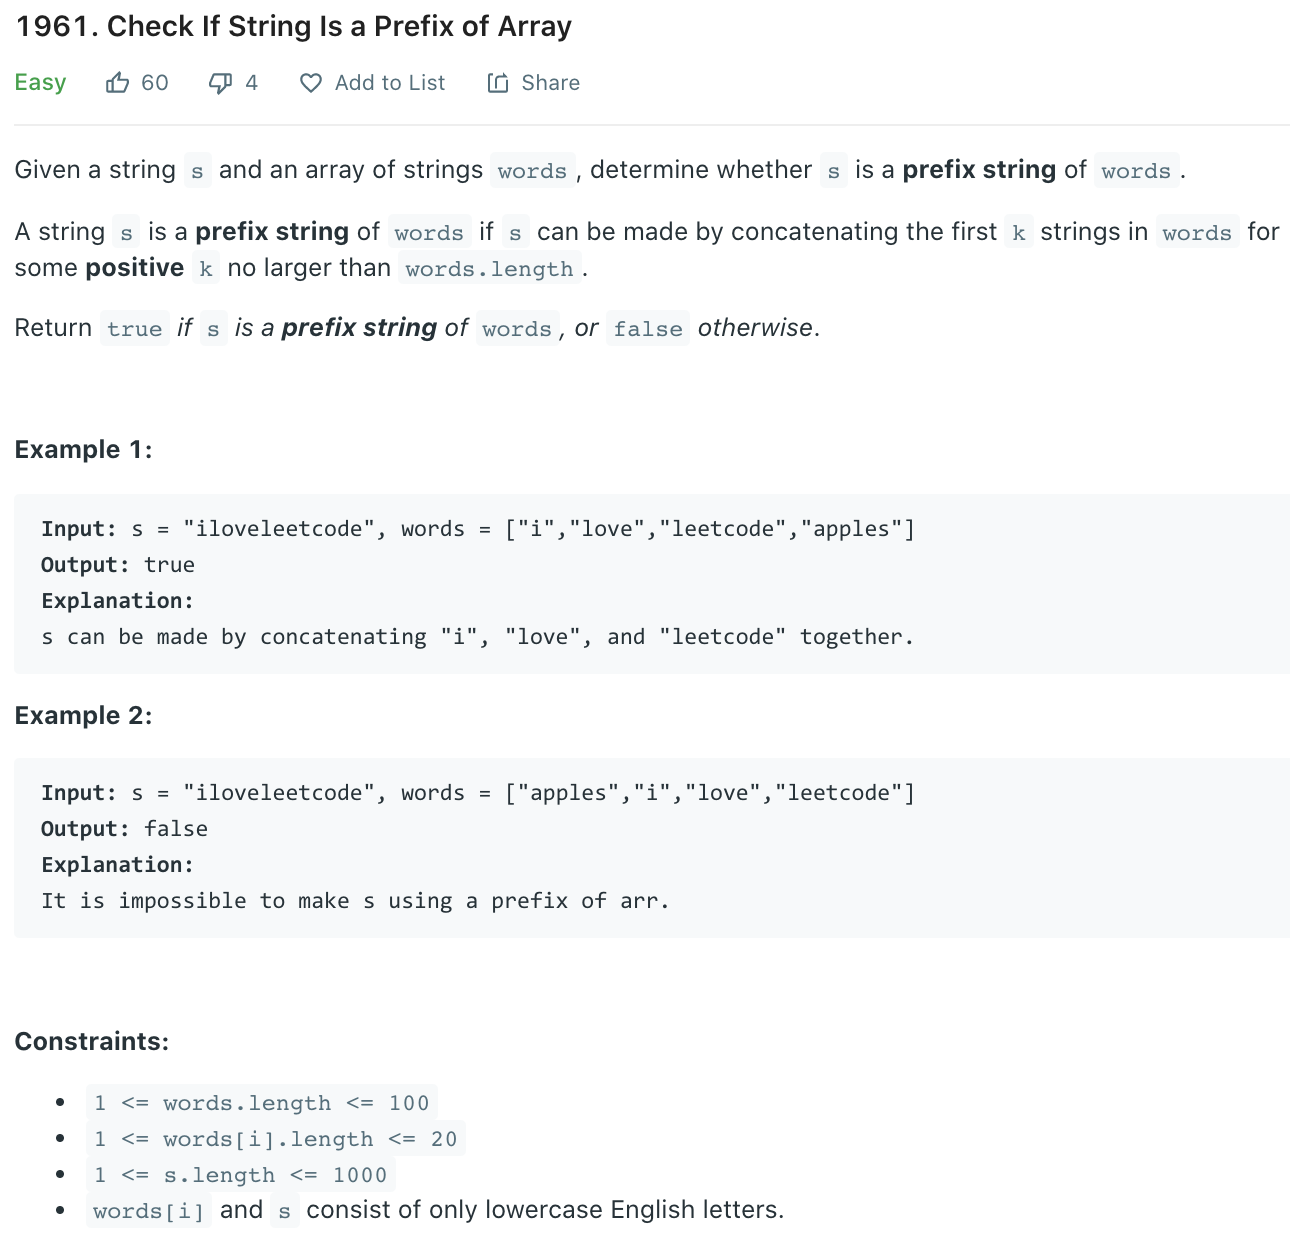 1961. Check If String Is a Prefix of Array
Easy 60 4 Add to List Share
Given a string s and an array of strings words , determine whether s is a prefix string of words .
A string s is a prefix string of words if s can be made by concatenating the first k strings in words for
some positive k no larger than words.length .
Return true if s is a prefix string of words , or false otherwise.
Example 1:
Input: s = "iloveleetcode", words = ["i","love","leetcode","apples"]
Output: true
Explanation:
s can be made by concatenating "i", "love", and "leetcode" together.
Example 2:
Input: s = "iloveleetcode", words = ["apples","i","love","leetcode"]
Output: false
Explanation:
It is impossible to make s using a prefix of arr.
Constraints:
• 1 <= words.length <= 100
• 1 <= words[i].length <= 20
• 1 <= s.length <= 1000
• words[i] and s consist of only lowercase English letters.